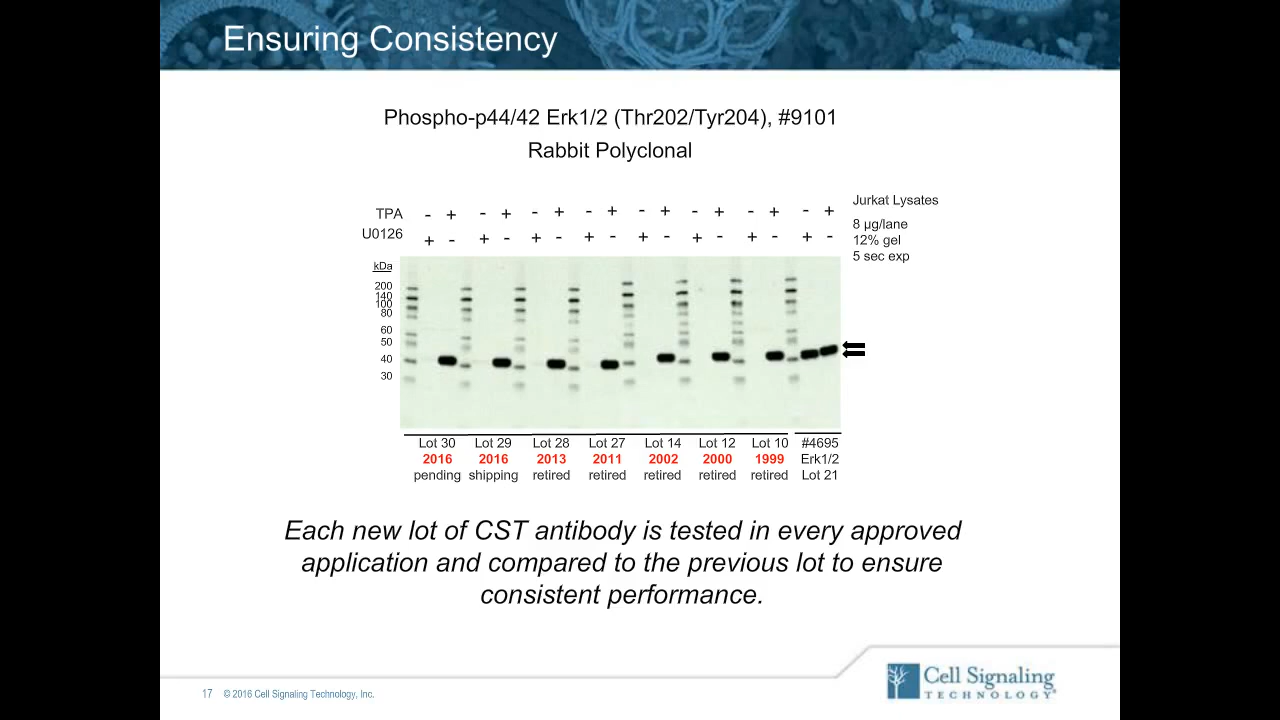 Ensuring Consistency
Phospho-p44/42 Erk1/2 (Thr202/Tyr204), #9101
Rabbit Polyclonal
Jurkat Lysates
8 µg/lane
12% gel
5 sec exp
TPA - + - + - + - + - + - + - + - +
U0126 + - + - + - + - + - + - + - + -
kDa
200
140
100
80
60
50
40
30
Lot 30 Lot 29 Lot 28 Lot 27 Lot 14 Lot 12 Lot 10 #4695
2016 2016 2013 2011 2002 2000 1999 Erk1/2
pending shipping retired retired retired retired retired Lot 21
Each new lot of CST antibody is tested in every approved
application and compared to the previous lot to ensure
consistent performance.
17 © 2016 Cell Signaling Technology, Inc.
Cell Signaling
TECHNOLOGY®